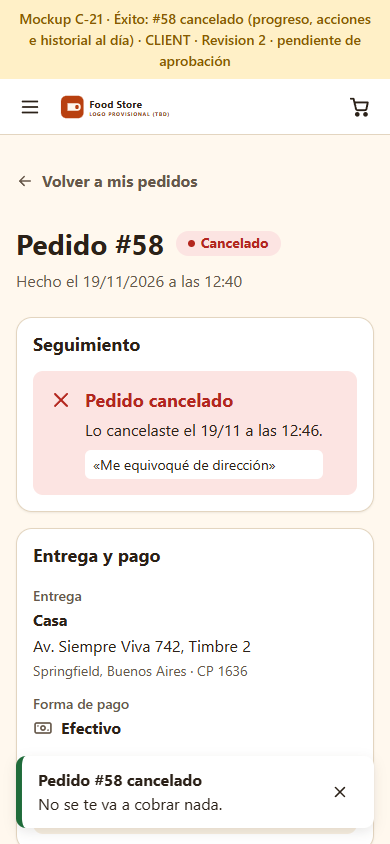 Mockup C-21 · Éxito: #58 cancelado (progreso, acciones
e historial al día) · CLIENT · Revision 2 · pendiente de
aprobación
Food Store
LOGO PROVISIONAL (TBD)
Volver a mis pedidos
Pedido #58
Cancelado
Hecho el 19/11/2026 a las 12:40
Seguimiento
Pedido cancelado
Lo cancelaste el 19/11 a las 12:46.
«Me equivoqué de dirección»
Entrega y pago
Entrega
Casa
Av. Siempre Viva 742, Timbre 2
Springfield, Buenos Aires · CP 1636
Forma de pago
Efectivo
Pedido #58 cancelado
No se te va a cobrar nada.